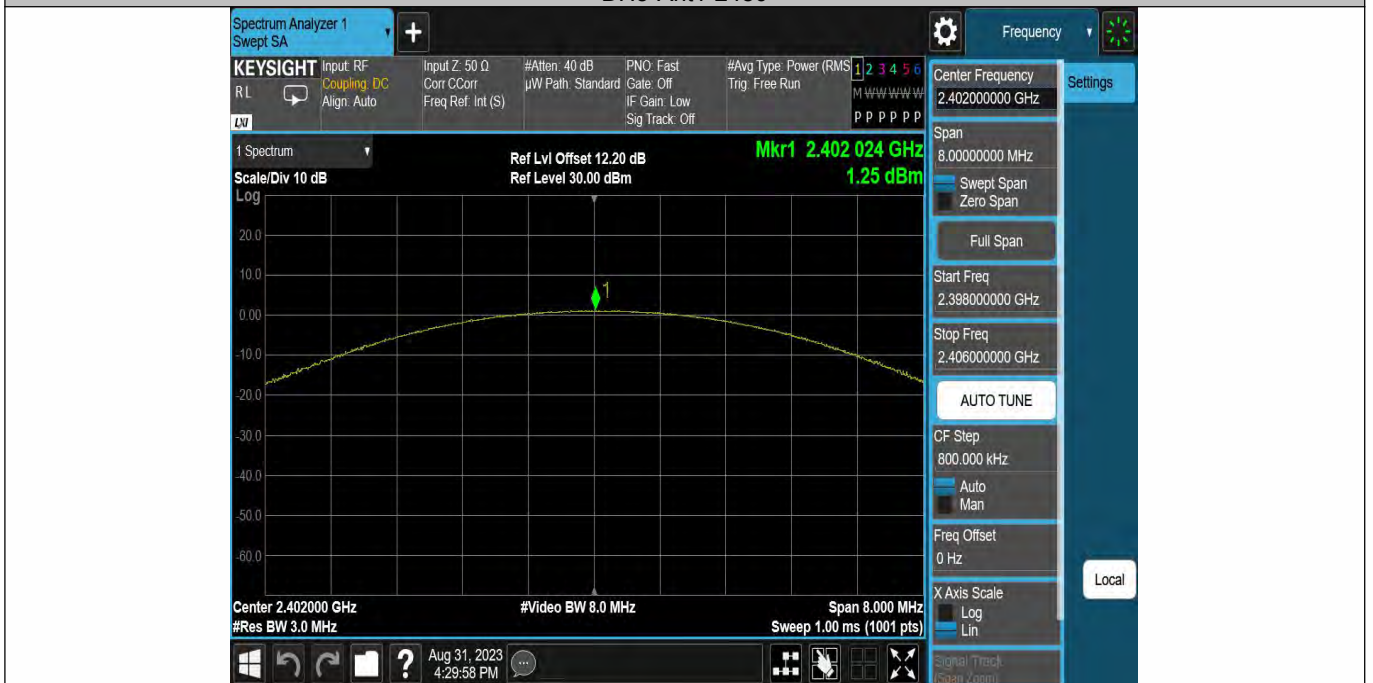 Spectrum Analyzer 1
Swept SA
Frequency
KEYSIGHT
RL
LXI
Input: RF
Coupling: DC
Align: Auto
Input Z: 50 Ω
Corr CCorr
Freq Ref: Int (S)
#Atten: 40 dB
µW Path: Standard
PNO: Fast
Gate: Off
IF Gain: Low
Sig Track: Off
#Avg Type: Power (RMS
Trig: Free Run
1 2 3 4 5 6
M W W W W W
P P P P P P
Center Frequency
2.402000000 GHz
Settings
Span
8.00000000 MHz
Swept Span
Zero Span
Full Span
Start Freq
2.398000000 GHz
Stop Freq
2.406000000 GHz
AUTO TUNE
CF Step
800.000 kHz
Auto
Man
Freq Offset
0 Hz
X Axis Scale
Log
Lin
Signal Track
(Span Zoom)
Local
1 Spectrum
Scale/Div 10 dB
Log
Ref Lvl Offset 12.20 dB
Ref Level 30.00 dBm
Mkr1 2.402 024 GHz
1.25 dBm
20.0
10.0
1
0.00
-10.0
-20.0
-30.0
-40.0
-50.0
-60.0
Center 2.402000 GHz
#Res BW 3.0 MHz
#Video BW 8.0 MHz
Span 8.000 MHz
Sweep 1.00 ms (1001 pts)
?
Aug 31, 2023
4:29:58 PM